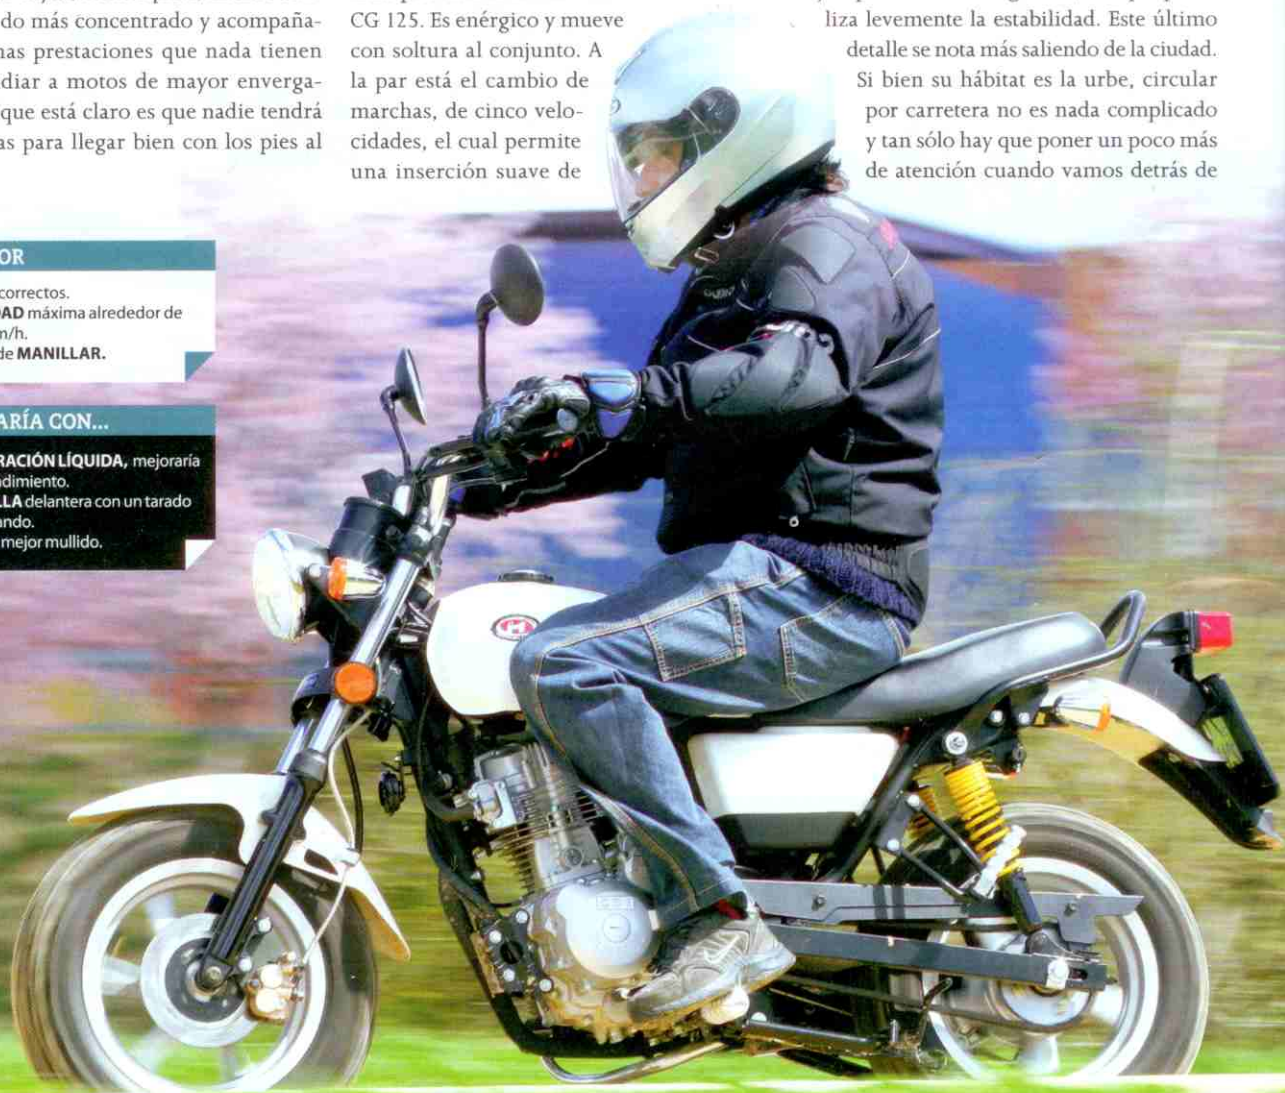 do más concentrado y acompaña-
nas prestaciones que nada tienen
diar a motos de mayor enverga-
que está claro es que nadie tendrá
as para llegar bien con los pies al
CG 125. Es enérgico y mueve
con soltura al conjunto. A
la par está el cambio de
marchas, de cinco velo-
cidades, el cual permite
una inserción suave de
liza levemente la estabilidad. Este último
detalle se nota más saliendo de la ciudad.
Si bien su hábitat es la urbe, circular
por carretera no es nada complicado
y tan sólo hay que poner un poco más
de atención cuando vamos detrás de
OR
correctos.
AD máxima alrededor de
m/h.
de MANILLAR.
ARÍA CON...
RACIÓN LÍQUIDA, mejoraría
dimiento.
LLA delantera con un tarado
ando.
mejor mullido.